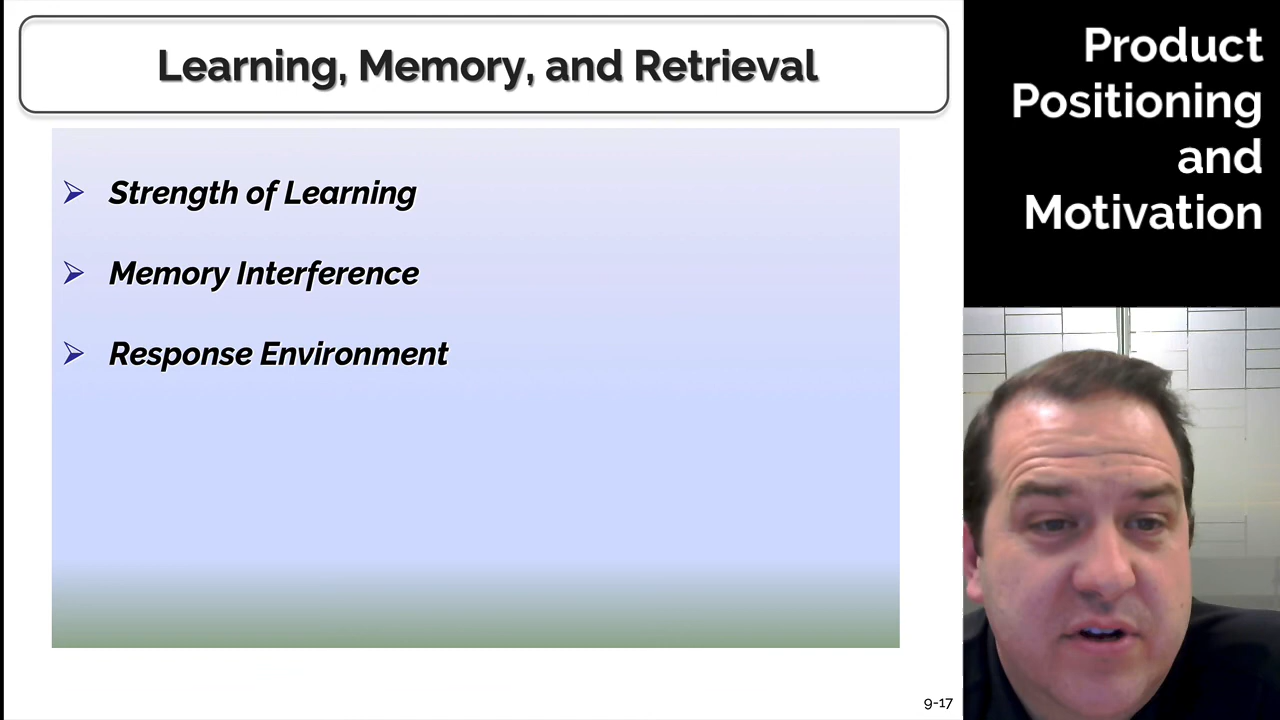 Learning, Memory, and Retrieval
Strength of Learning
Memory Interference
Response Environment
9-17
Product
Positioning
and
Motivation